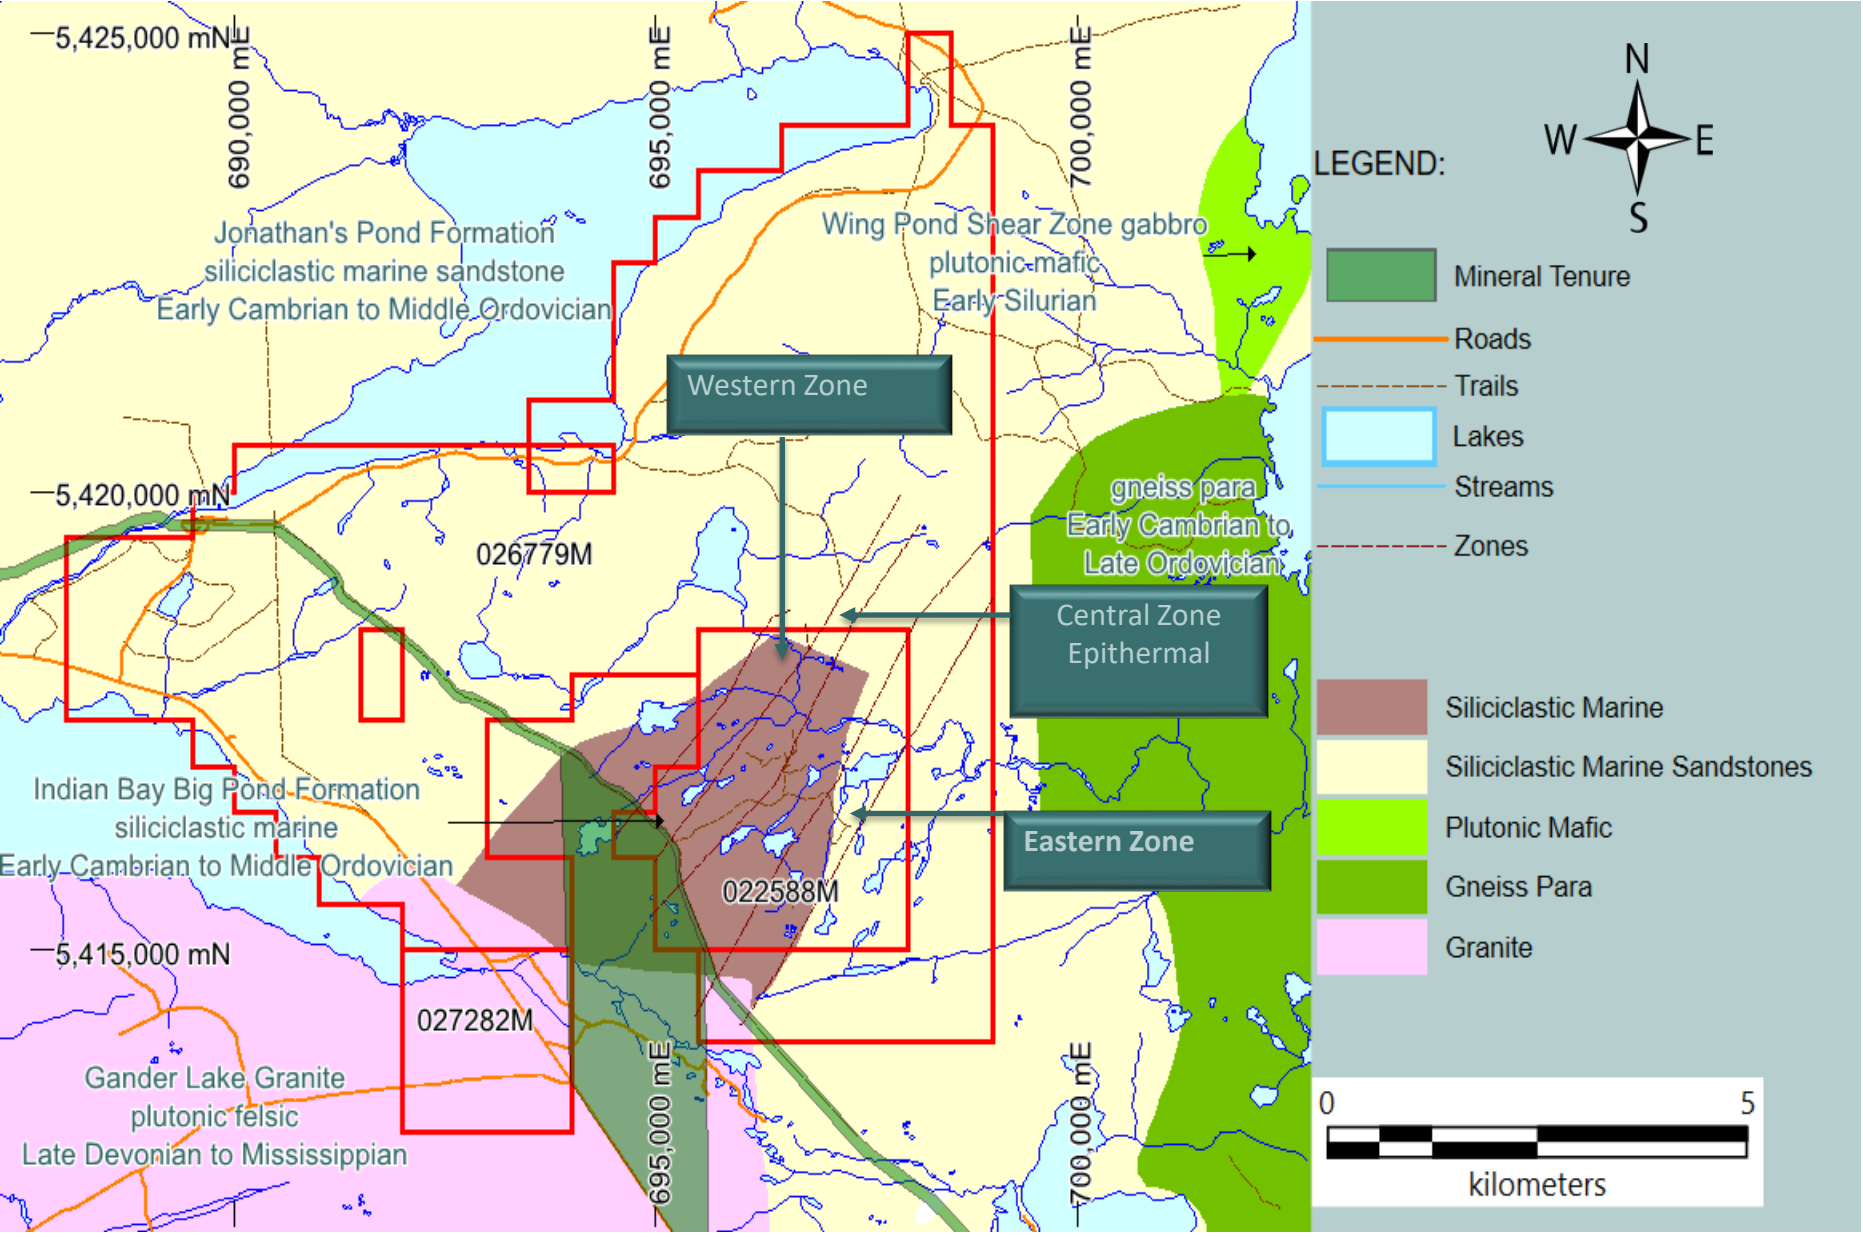 5,425,000 mN
690,000 mE
695,000 mE
700,000 mE
N
W E
S
LEGEND:
Jonathan's Pond Formation
siliciclastic marine sandstone
Early Cambrian to Middle Ordovician
Wing Pond Shear Zone gabbro
plutonic mafic
Early Silurian
Mineral Tenure
Roads
Trails
Lakes
Streams
Zones
Western Zone
5,420,000 mN
026779M
gneiss para
Early Cambrian to
Late Ordovician
Central Zone
Epithermal
Siliciclastic Marine
Siliciclastic Marine Sandstones
Plutonic Mafic
Gneiss Para
Granite
Indian Bay Big Pond Formation
siliciclastic marine
Early Cambrian to Middle Ordovician
Eastern Zone
022588M
5,415,000 mN
027282M
Gander Lake Granite
plutonic felsic
Late Devonian to Mississippian
695,000 mE
700,000 mE
0 5
kilometers